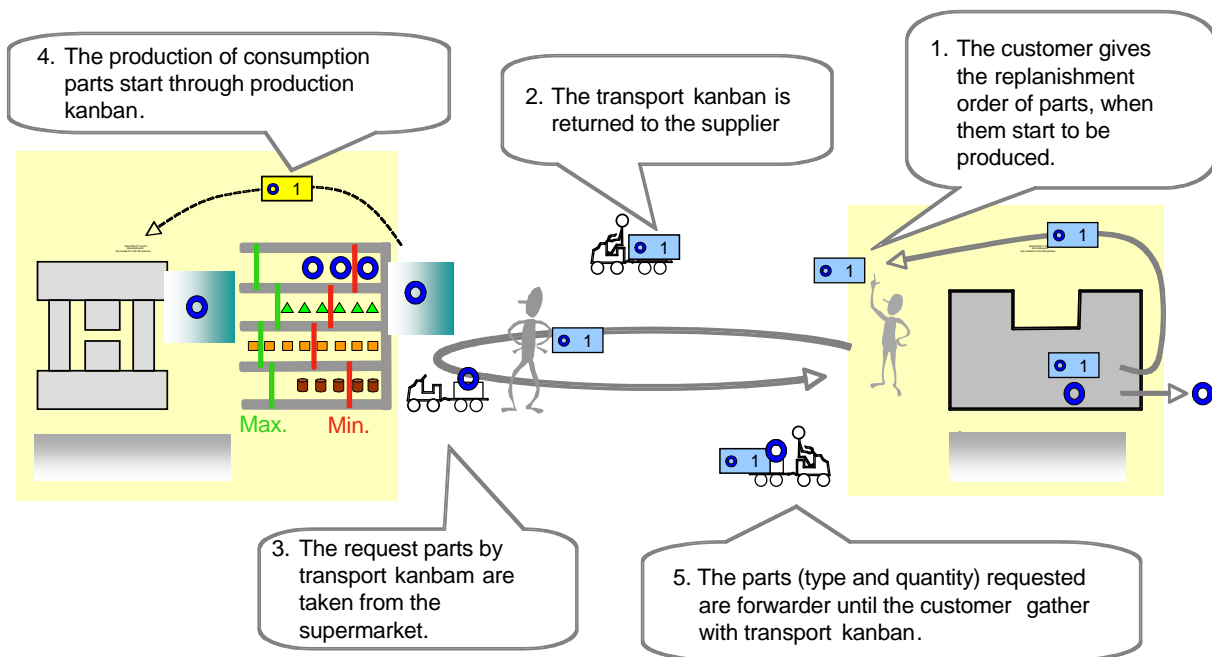 4. The production of consumption
parts start through production
kanban.
2. The transport kanban is
returned to the supplier
1. The customer gives
the replanishment
order of parts, when
them start to be
produced.
1
1
1
1
1
1
1
Max. Min.
3. The request parts by
transport kanbam are
taken from the
supermarket.
5. The parts (type and quantity) requested
are forwarder until the customer gather
with transport kanban.